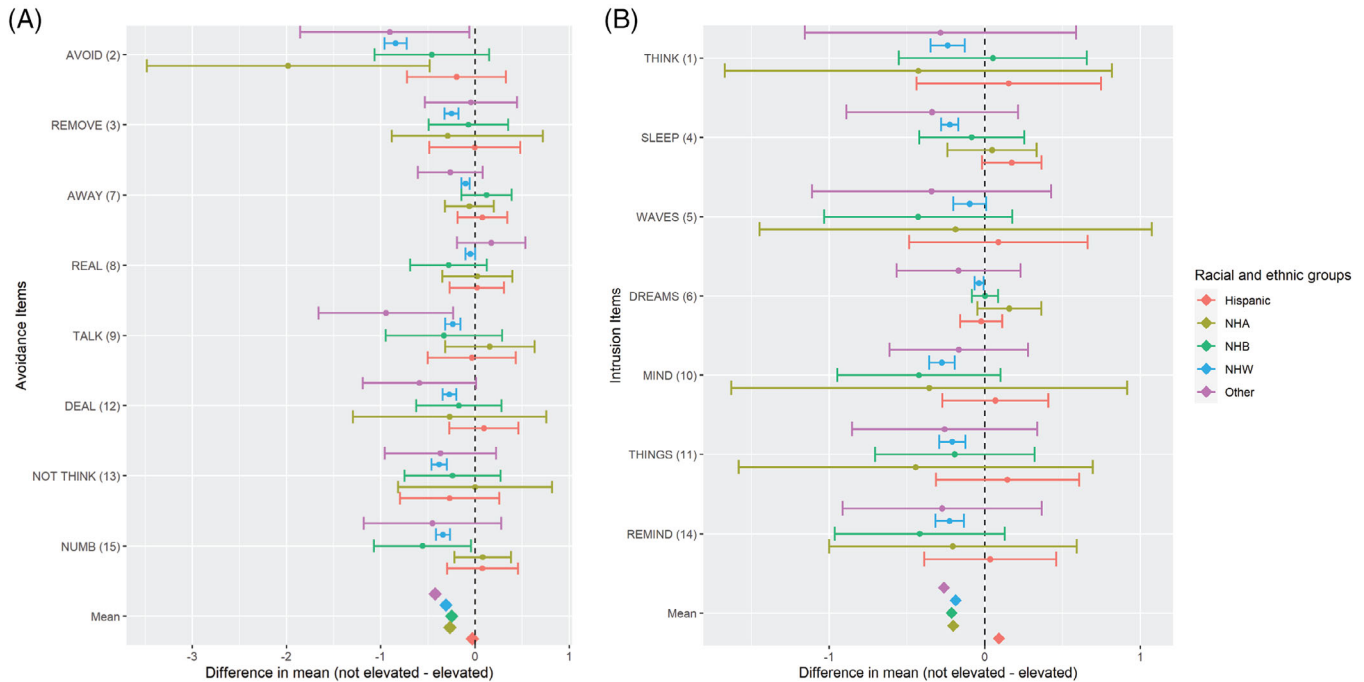 (A)
Avoidance Items
AVOID (2)
REMOVE (3)
AWAY (7)
REAL (8)
TALK (9)
DEAL (12)
NOT THINK (13)
NUMB (15)
Mean
-3 -2 -1 0 1
Difference in mean (not elevated - elevated)
(B)
Intrusion Items
THINK (1)
SLEEP (4)
WAVES (5)
DREAMS (6)
MIND (10)
THINGS (11)
REMIND (14)
Mean
-1 0 1
Difference in mean (not elevated - elevated)
Racial and ethnic groups
Hispanic
NHA
NHB
NHW
Other